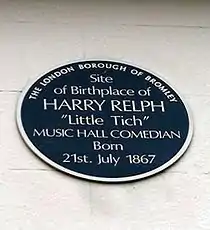 THE LONDON BOROUGH OF BROMLEY
Site
of Birthplace of
HARRY RELPH
"Little Tich"
MUSIC HALL COMEDIAN
Born
21st. July 1867